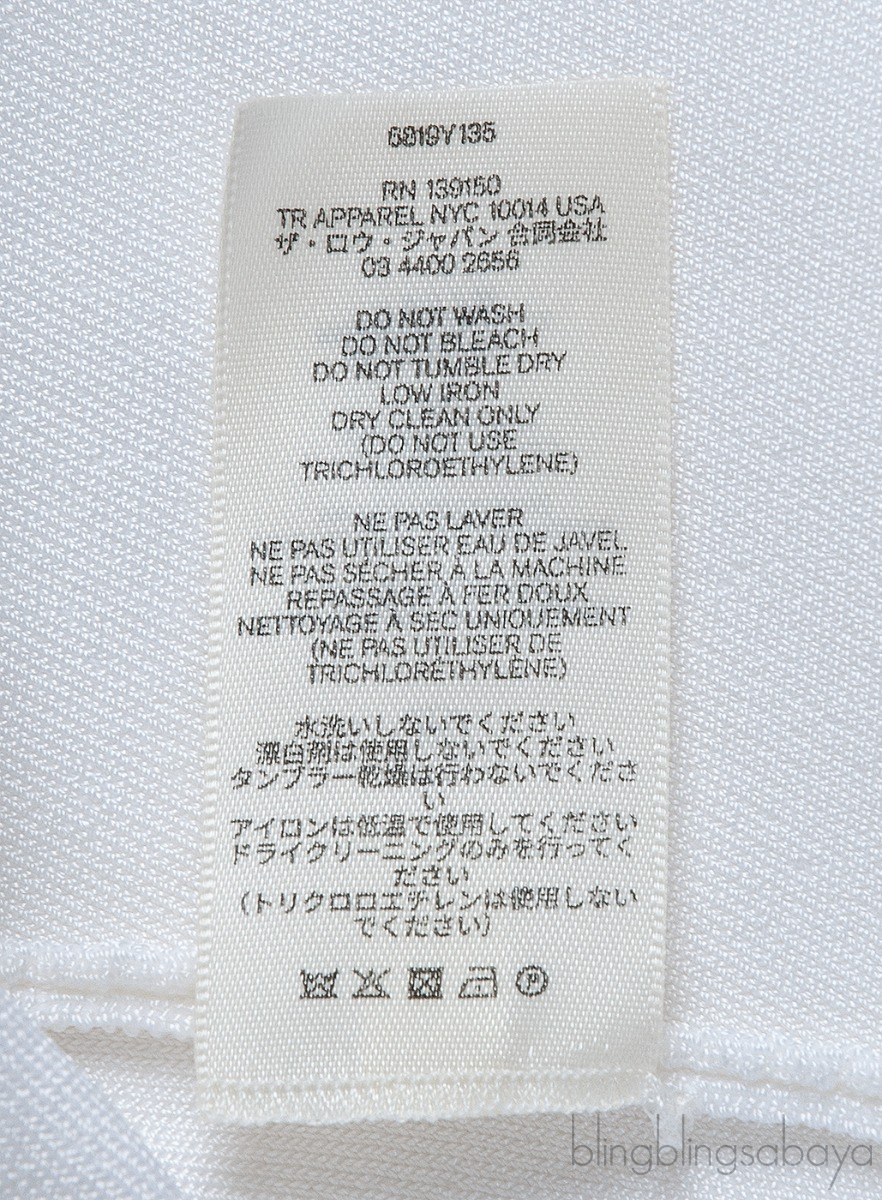 6819Y135
RN 139160
TR APPAREL NYC 10014 USA
ザ・ロウ・ジャパン 合同会社
03 4400 2656
DO NOT WASH
DO NOT BLEACH
DO NOT TUMBLE DRY
LOW IRON
DRY CLEAN ONLY
(DO NOT USE
TRICHLOROETHYLENE)
NE PAS LAVER
NE PAS UTILISER EAU DE JAVEL
NE PAS SÉCHER À LA MACHINE
REPASSAGE À FER DOUX
NETTOYAGE À SEC UNIQUEMENT
(NE PAS UTILISER DE
TRICHLORÉTHYLÈNE)
水洗いしないでください
漂白剤は使用しないでください
タンブラー乾燥は行わないでくださ
い
アイロンは低温で使用してください
ドライクリーニングのみを行ってく
ださい
(トリクロロエチレンは使用しない
でください)
P
blingblingsabaya